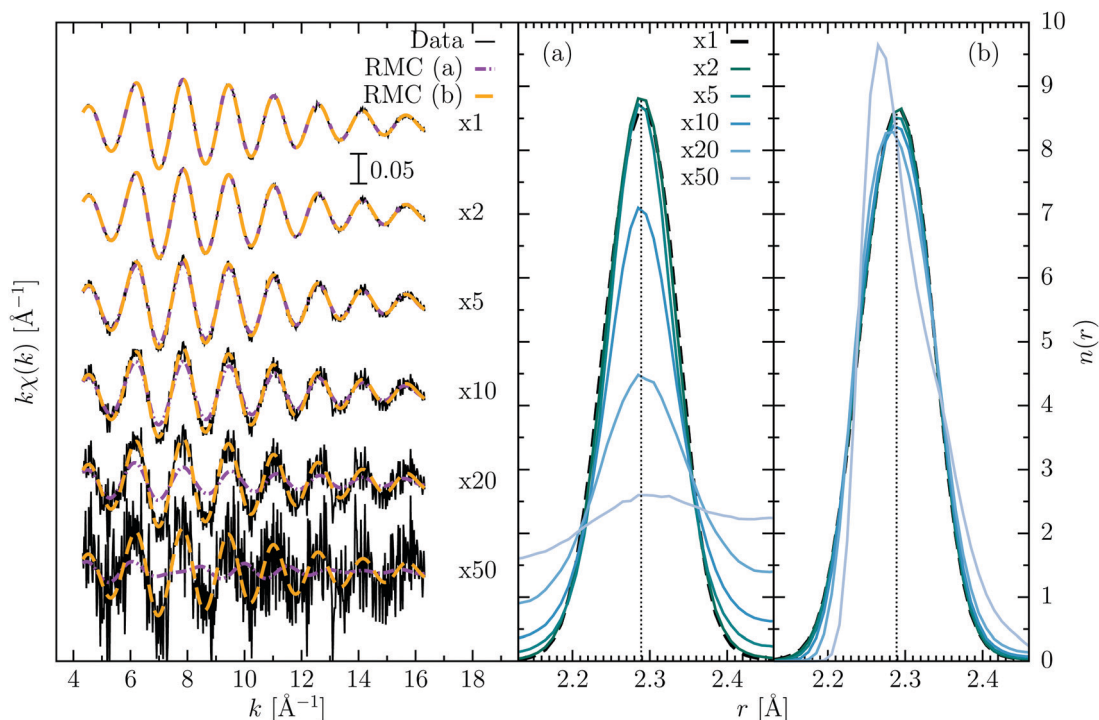 Data
RMC (a)
RMC (b)
x1
0.05
x2
x5
x10
x20
x50
kχ(k) [Å⁻¹]
4 6 8 10 12 14 16
k [Å⁻¹]
(a)
x1
x2
x5
x10
x20
x50
2.2 2.3 2.4
(b)
2.2 2.3 2.4
r [Å]
10
9
8
7
6
5
4
3
2
1
0
n(r)